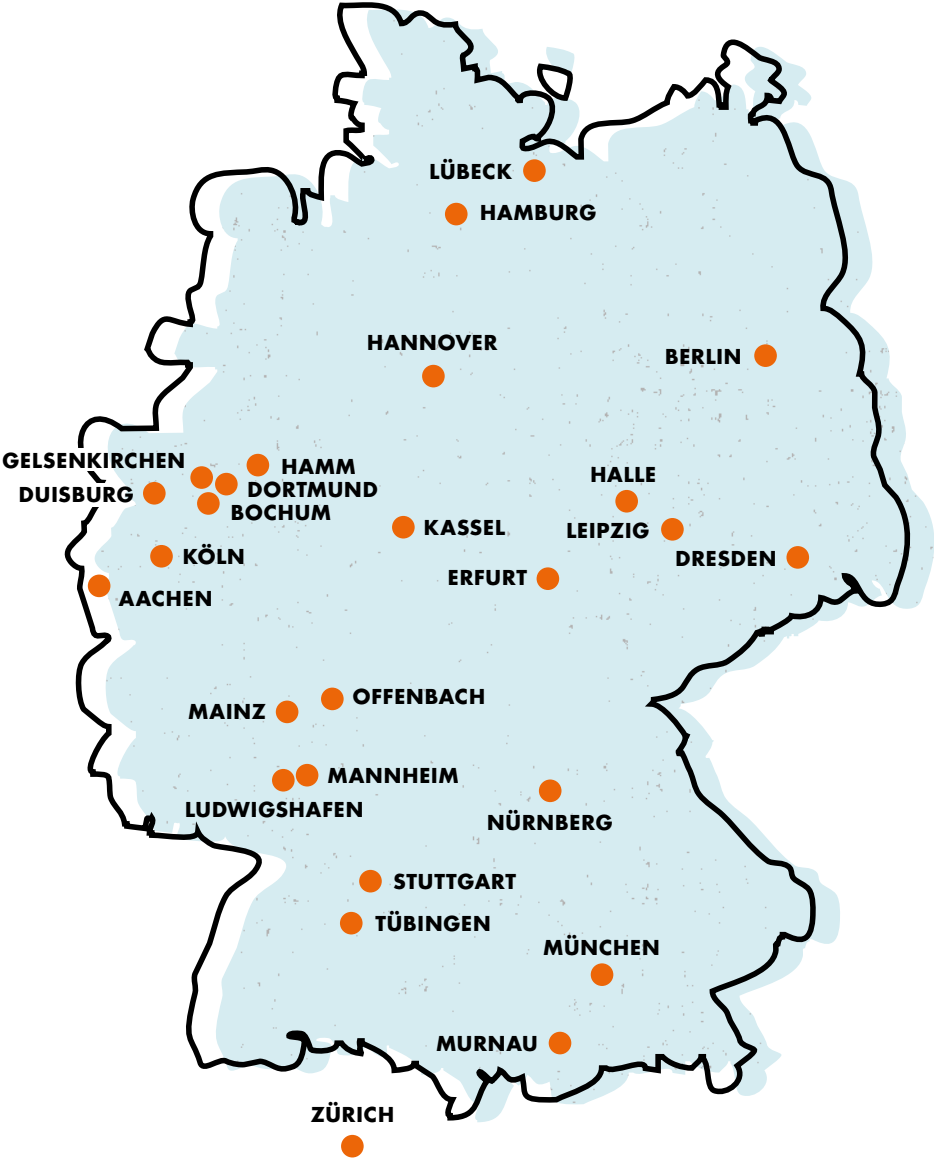 LÜBECK
HAMBURG
HANNOVER
BERLIN
GELSENKIRCHEN
HAMM
DUISBURG
DORTMUND
BOCHUM
HALLE
KASSEL
LEIPZIG
KÖLN
DRESDEN
ERFURT
AACHEN
OFFENBACH
MAINZ
MANNHEIM
LUDWIGSHAFEN
NÜRNBERG
STUTTGART
TÜBINGEN
MÜNCHEN
MURNAU
ZÜRICH